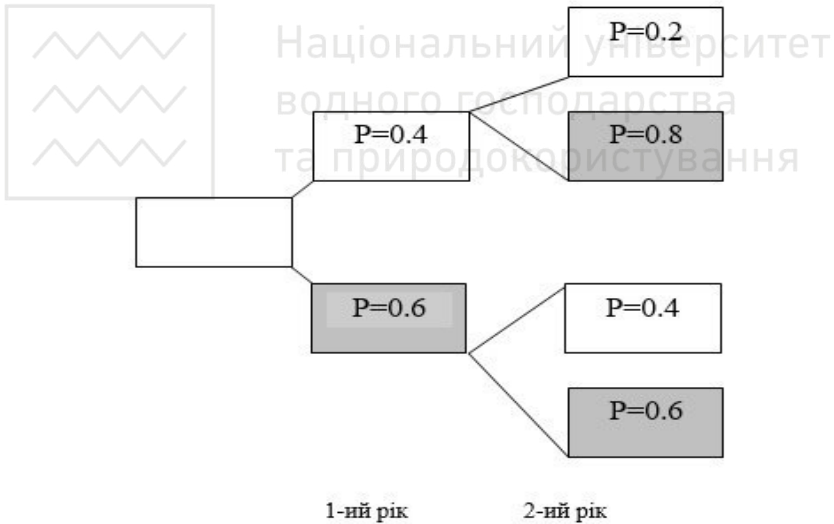 Національний університет
водного господарства
та природокористування
P=0.2
P=0.4
P=0.8
P=0.6
P=0.4
P=0.6
1-ий рік
2-ий рік